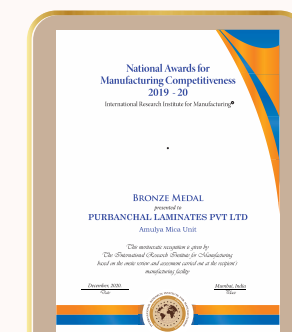 National Awards for
Manufacturing Competitiveness
2019 - 20
International Research Institute for Manufacturing
BRONZE MEDAL
presented to
PURBANCHAL LAMINATES PVT LTD
Amulya Mica Unit
This meritocratic recognition is given by
The International Research Institute for Manufacturing
based on the onsite review and assessment carried out at the recipient's
manufacturing facility
December, 2020 Mumbai, India
Date Place